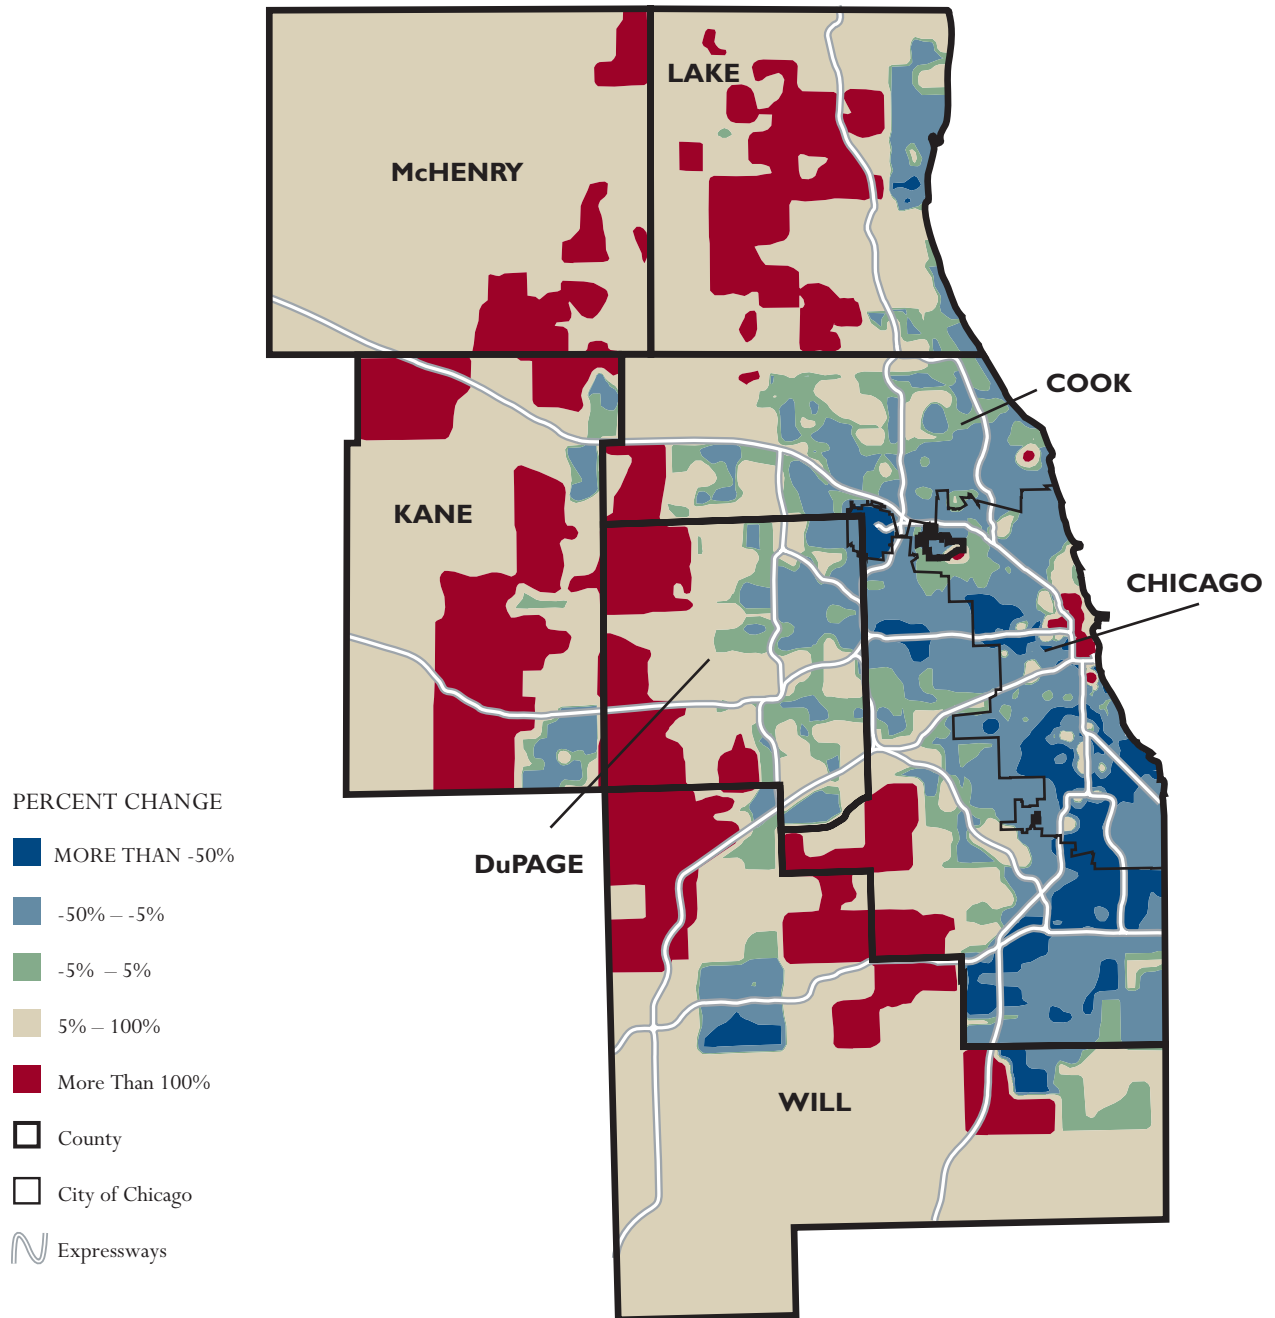 LAKE
McHENRY
COOK
KANE
CHICAGO
DuPAGE
WILL
PERCENT CHANGE
MORE THAN -50%
-50% – -5%
-5% – 5%
5% – 100%
More Than 100%
County
City of Chicago
Expressways